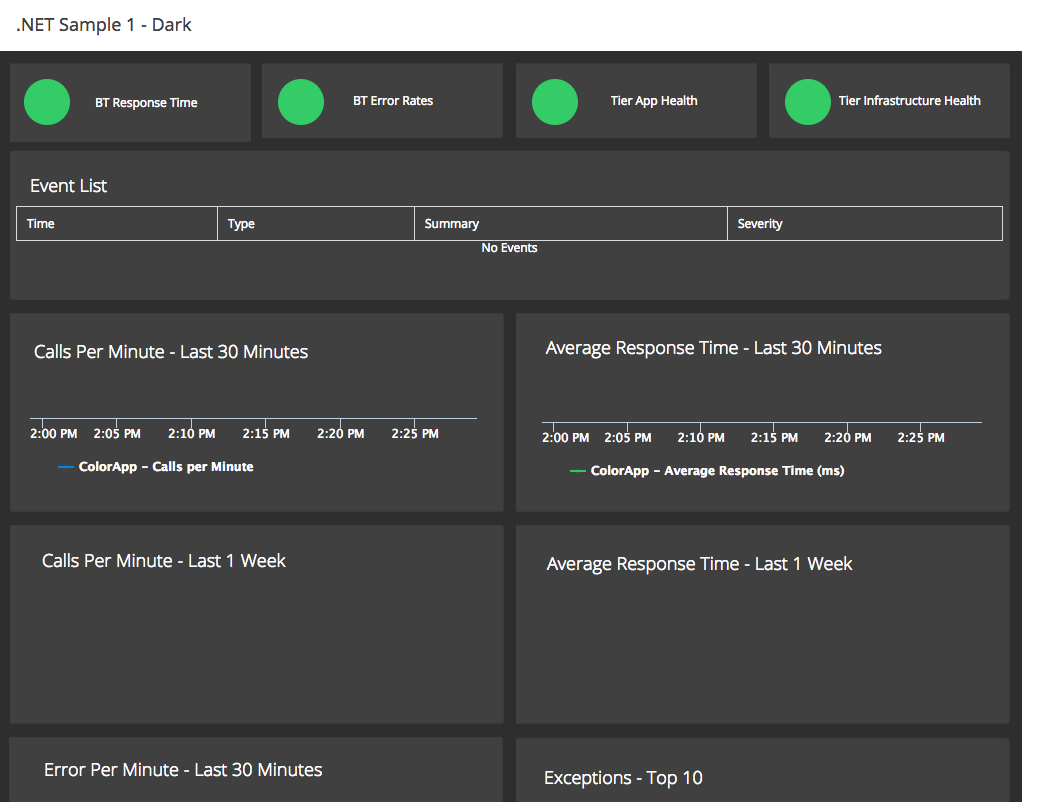 .NET Sample 1 - Dark
BT Response Time
BT Error Rates
Tier App Health
Tier Infrastructure Health
Event List
Time Type Summary Severity
No Events
Calls Per Minute - Last 30 Minutes
2:00 PM 2:05 PM 2:10 PM 2:15 PM 2:20 PM 2:25 PM
ColorApp – Calls per Minute
Average Response Time - Last 30 Minutes
2:00 PM 2:05 PM 2:10 PM 2:15 PM 2:20 PM 2:25 PM
ColorApp – Average Response Time (ms)
Calls Per Minute - Last 1 Week
Average Response Time - Last 1 Week
Error Per Minute - Last 30 Minutes
Exceptions - Top 10